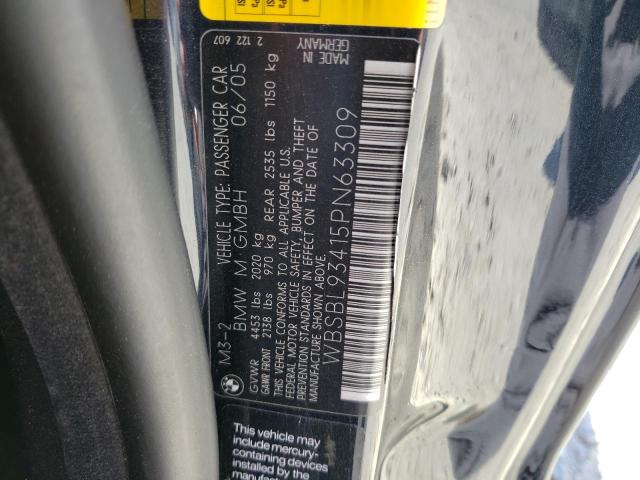 M3-2 VEHICLE TYPE: PASSENGER CAR
BMW M GMBH 06/05
GVWR 4453 lbs 2020 kg
GAWR FRONT 2138 lbs 970 kg REAR 2535 lbs 1150 kg
THIS VEHICLE CONFORMS TO ALL APPLICABLE U.S.
FEDERAL MOTOR VEHICLE SAFETY, BUMPER AND THEFT
PREVENTION STANDARDS IN EFFECT ON THE DATE OF
MANUFACTURE SHOWN ABOVE.
WBSBL93415PN63309
2 122 607
MADE IN
GERMANY
This vehicle may
include mercury-
containing devices
installed by the